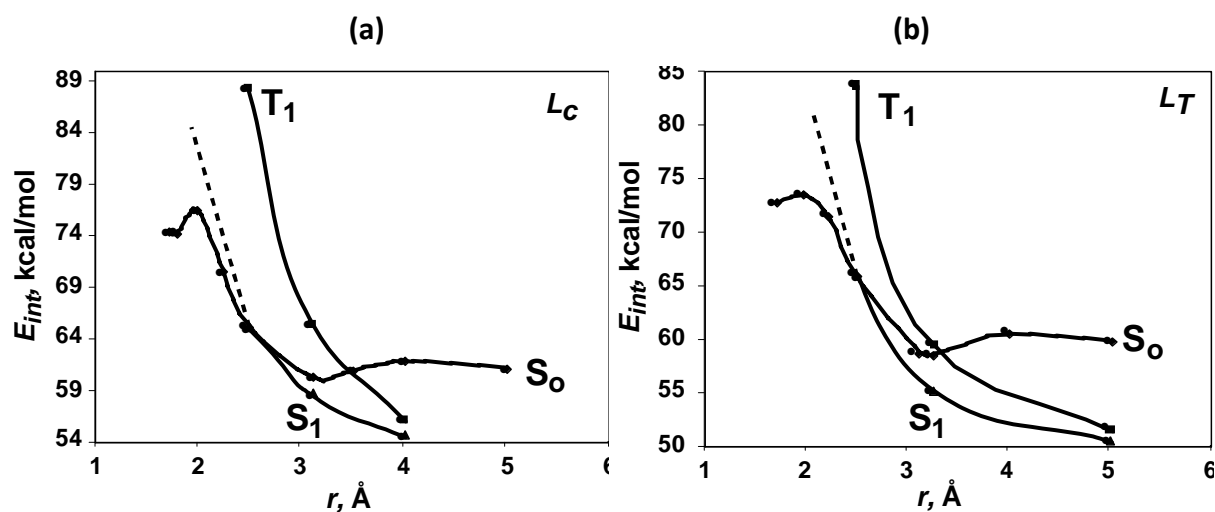 (a)
89
84
79
74
69
64
59
54
E_int, kcal/mol
T₁
L_C
S₀
S₁
1 2 3 4 5 6
r, Å
(b)
85
80
75
70
65
60
55
50
E_int, kcal/mol
T₁
L_T
S₀
S₁
1 2 3 4 5 6
r, Å